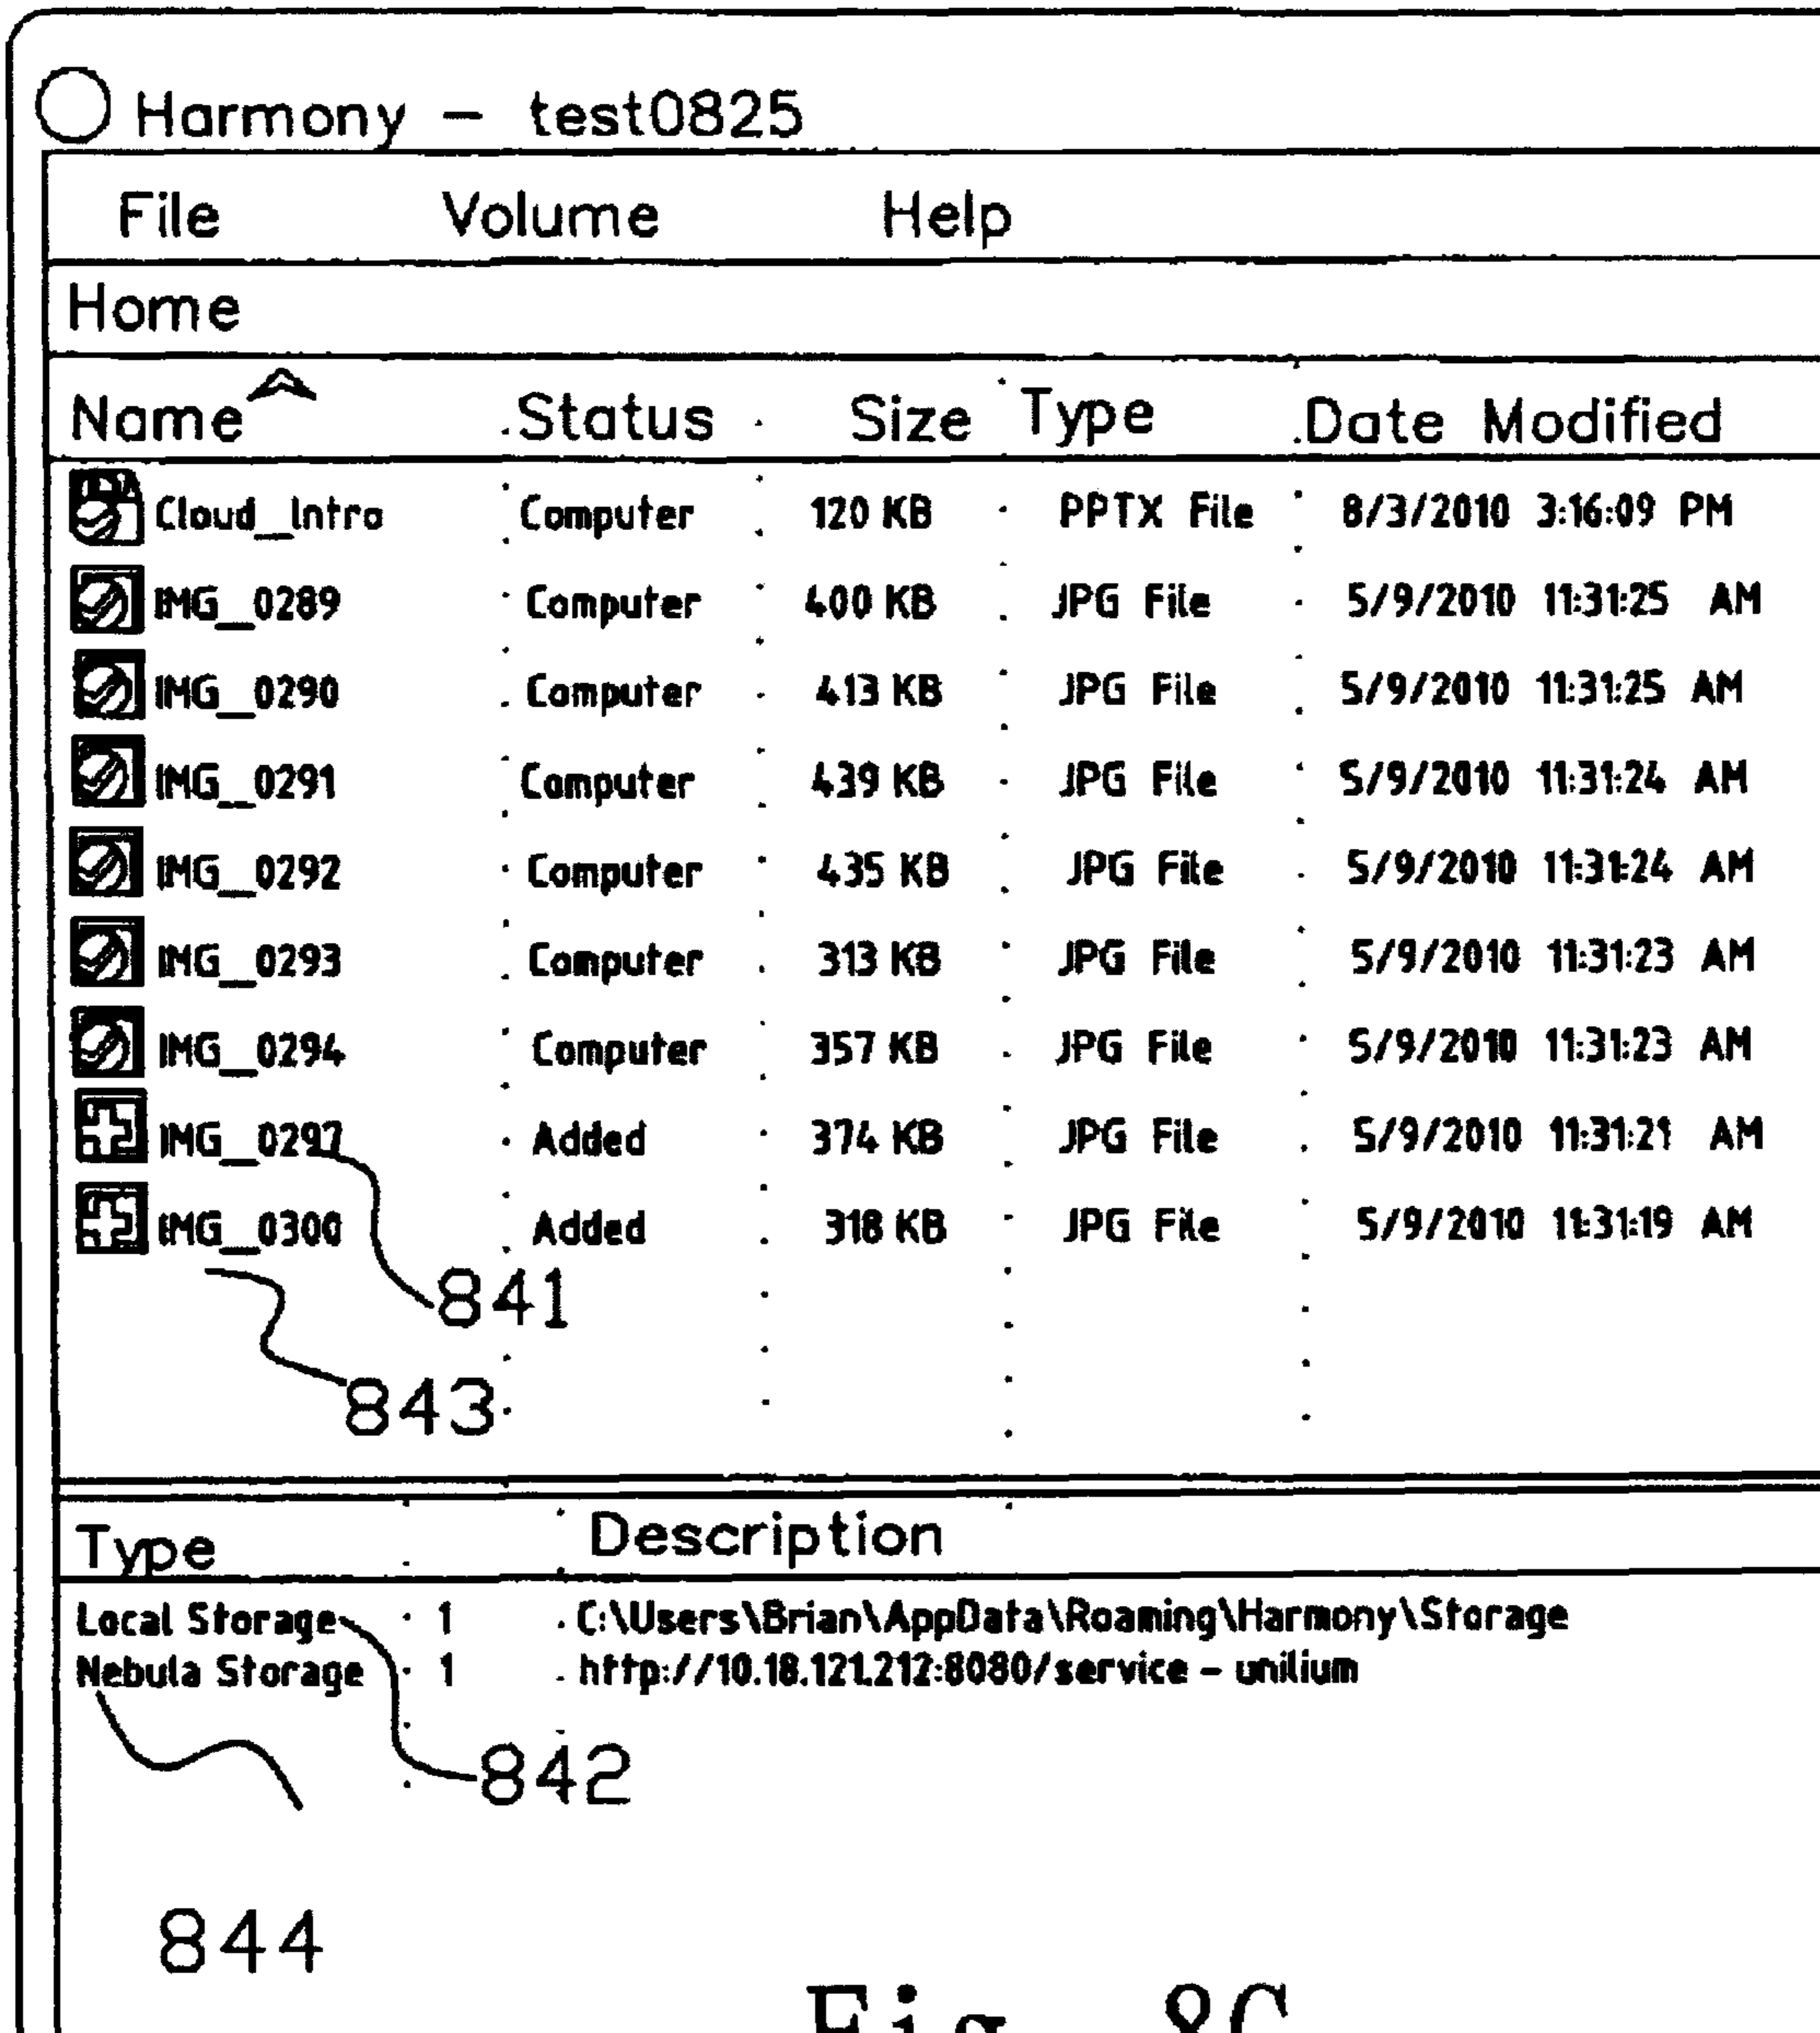 Harmony – test0825
File Volume Help
Home
Name Status Size Type Date Modified
Cloud_Intro Computer 120 KB PPTX File 8/3/2010 3:16:09 PM
IMG_0289 Computer 400 KB JPG File 5/9/2010 11:31:25 AM
IMG_0290 Computer 413 KB JPG File 5/9/2010 11:31:25 AM
IMG_0291 Computer 439 KB JPG File 5/9/2010 11:31:24 AM
IMG_0292 Computer 435 KB JPG File 5/9/2010 11:31:24 AM
IMG_0293 Computer 313 KB JPG File 5/9/2010 11:31:23 AM
IMG_0294 Computer 357 KB JPG File 5/9/2010 11:31:23 AM
IMG_0297 Added 374 KB JPG File 5/9/2010 11:31:21 AM
IMG_0300 Added 318 KB JPG File 5/9/2010 11:31:19 AM
841
843
Type Description
Local Storage 1 C:\Users\Brian\AppData\Roaming\Harmony\Storage
Nebula Storage 1 http://10.18.121.212:8080/service – unilium
842
844
Fig. 8C